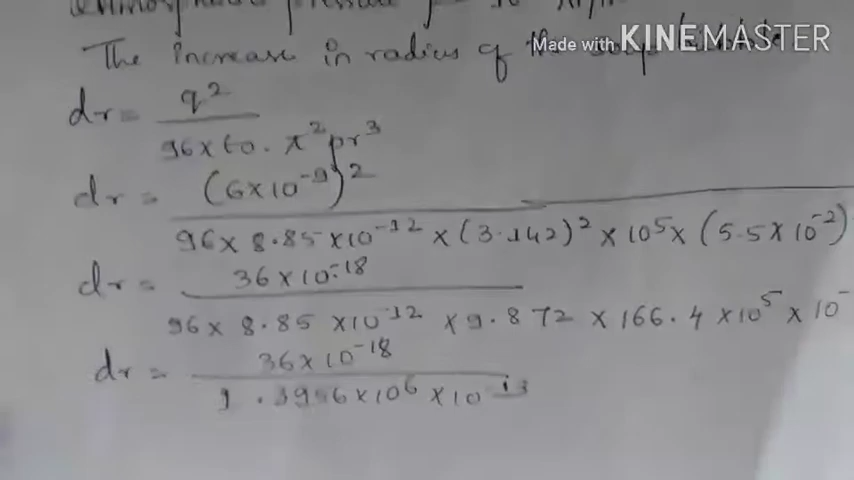 The increase in radius of the soap
Made with KINEMASTER
dr = q²
96 × ε0 . π² pr³
dr = (6×10⁻⁹)²
96 × 8.85×10⁻¹² × (3.142)² × 10⁵ × (5.5×10⁻²)
dr = 36×10⁻¹⁸
96 × 8.85 ×10⁻¹² × 9.872 × 166.4 ×10⁵ × 10⁻
dr = 36×10⁻¹⁸
×10⁶ ×10⁻¹³